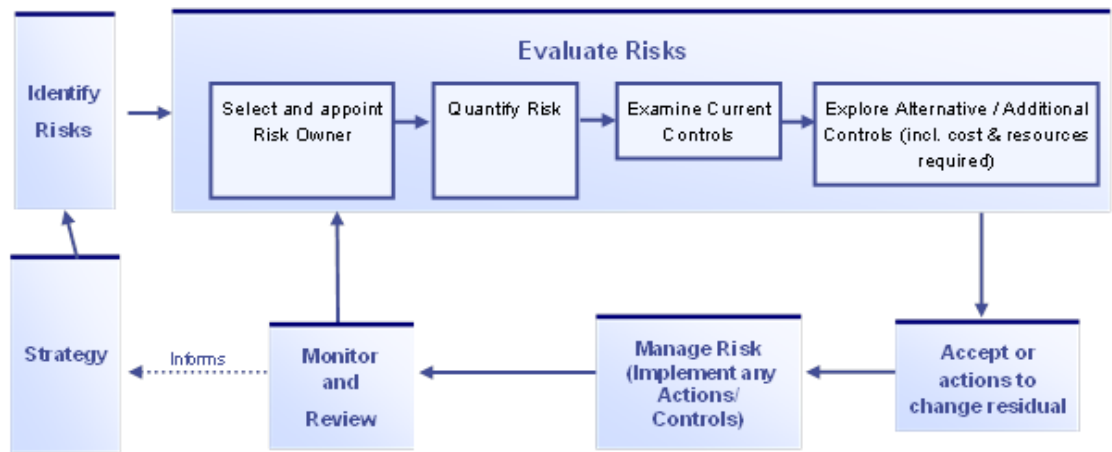 Evaluate Risks
Identify
Risks
Select and appoint
Risk Owner
Quantify Risk
Examine Current
Controls
Explore Alternative / Additional
Controls (incl. cost & resources
required)
Strategy
Informs
Monitor
and
Review
Manage Risk
(Implement any
Actions/
Controls)
Accept or
actions to
change residual